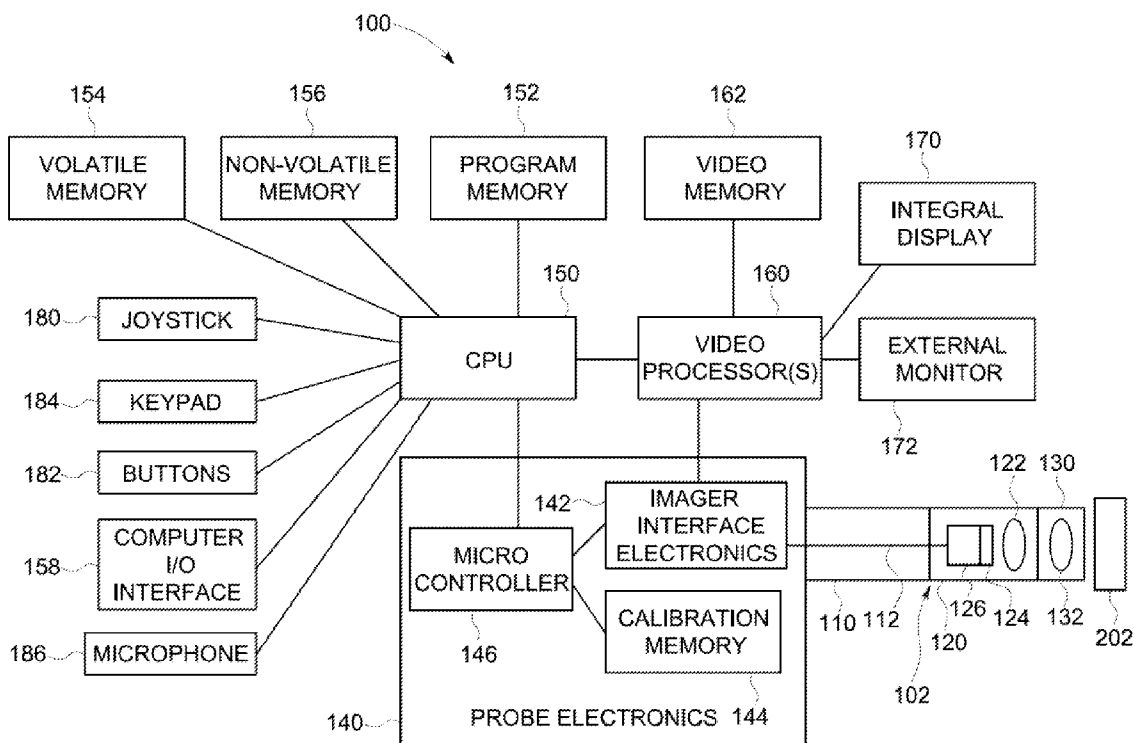 100
154
156
152
162
170
VOLATILE
MEMORY
NON-VOLATILE
MEMORY
PROGRAM
MEMORY
VIDEO
MEMORY
INTEGRAL
DISPLAY
150
160
180
JOYSTICK
CPU
VIDEO
PROCESSOR(S)
EXTERNAL
MONITOR
184
KEYPAD
172
182
BUTTONS
142
IMAGER
INTERFACE
ELECTRONICS
122
130
158
COMPUTER
I/O
INTERFACE
MICRO
CONTROLLER
146
CALIBRATION
MEMORY
110
112
126
124
132
120
202
102
186
MICROPHONE
140
PROBE ELECTRONICS
144